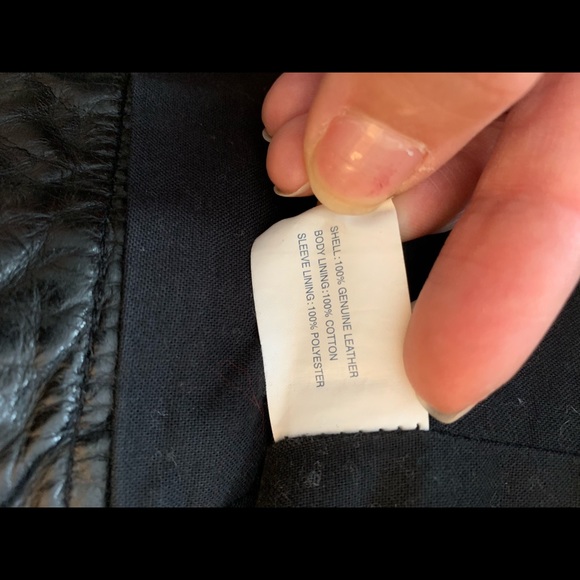 SHELL:100% GENUINE LEATHER
BODY LINING:100% COTTON
SLEEVE LINING:100% POLYESTER